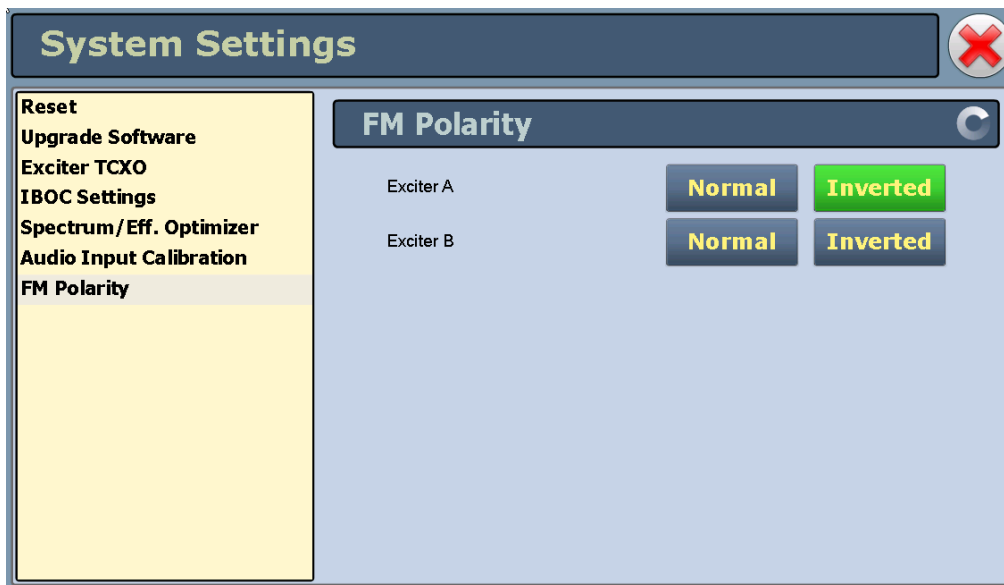 System Settings
Reset
Upgrade Software
Exciter TCXO
IBOC Settings
Spectrum/Eff. Optimizer
Audio Input Calibration
FM Polarity
FM Polarity
Exciter A Normal Inverted
Exciter B Normal Inverted